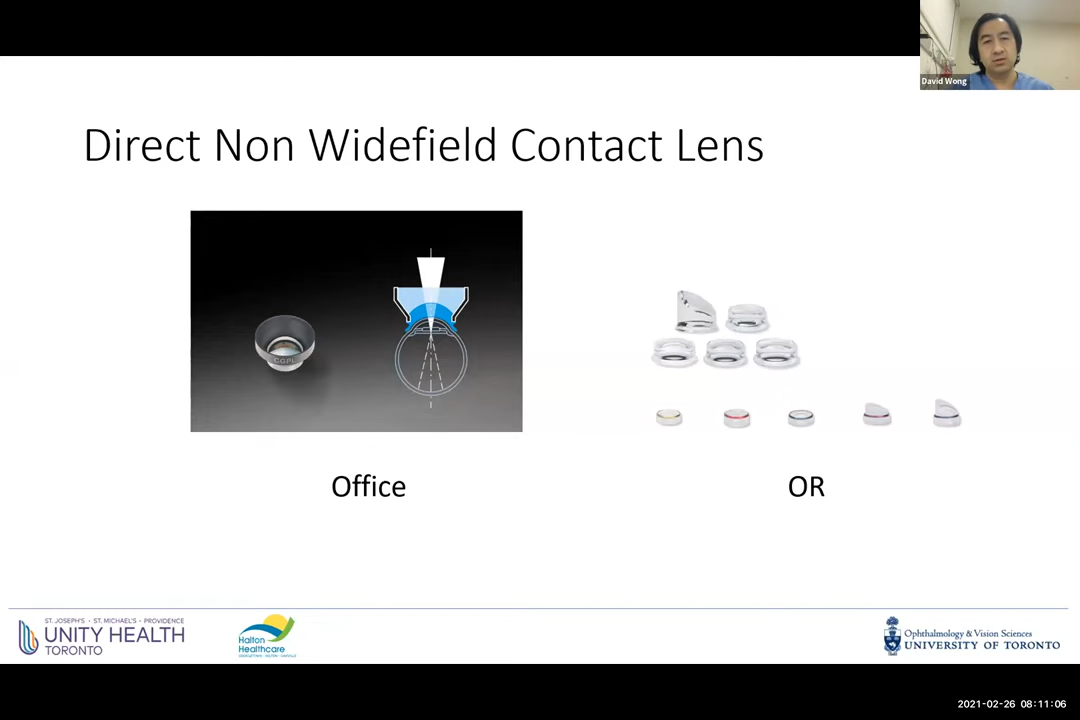 David Wong
Direct Non Widefield Contact Lens
Office
OR
ST. JOSEPH'S • ST. MICHAEL'S • PROVIDENCE
UNITY HEALTH
TORONTO
Halton
Healthcare
Ophthalmology & Vision Sciences
UNIVERSITY OF TORONTO
2021-02-26 08:11:06